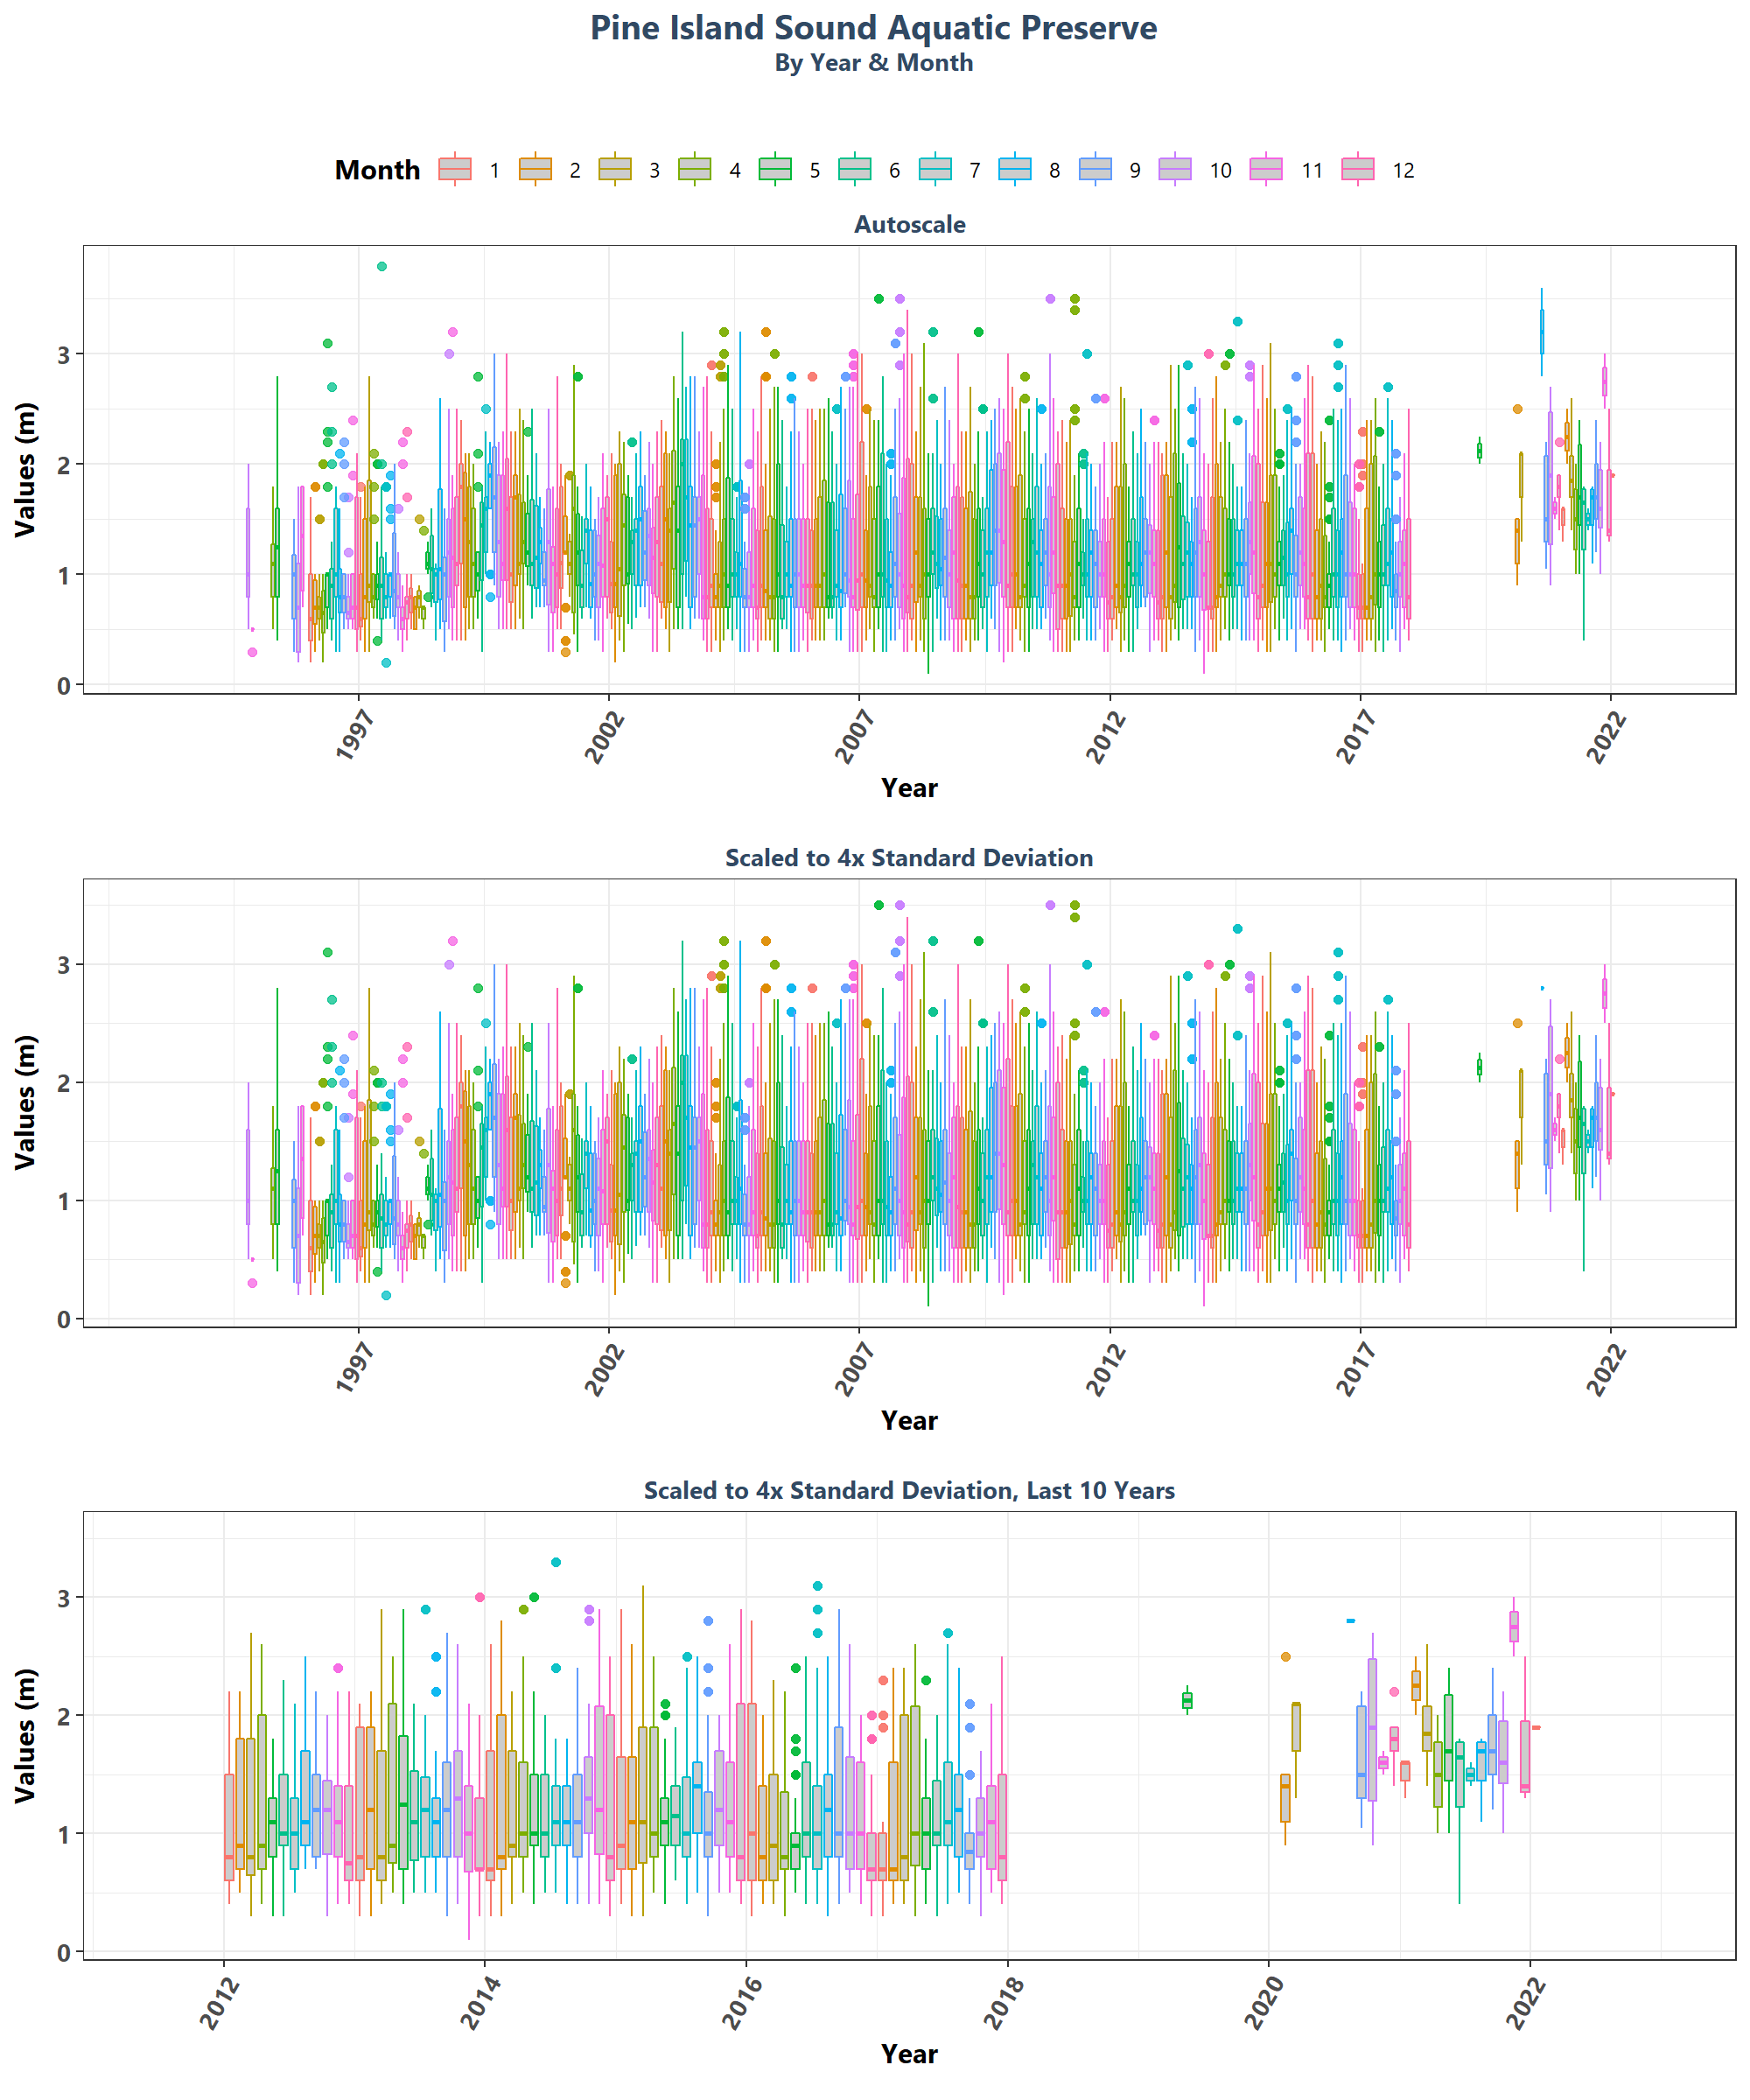 Pine Island Sound Aquatic Preserve
By Year & Month
Month 1 2 3 4 5 6 7 8 9 10 11 12
Autoscale
Values (m)
3
2
1
0
1997 2002 2007 2012 2017 2022
Year
Scaled to 4x Standard Deviation
Values (m)
3
2
1
0
1997 2002 2007 2012 2017 2022
Year
Scaled to 4x Standard Deviation, Last 10 Years
Values (m)
3
2
1
0
2012 2014 2016 2018 2020 2022
Year